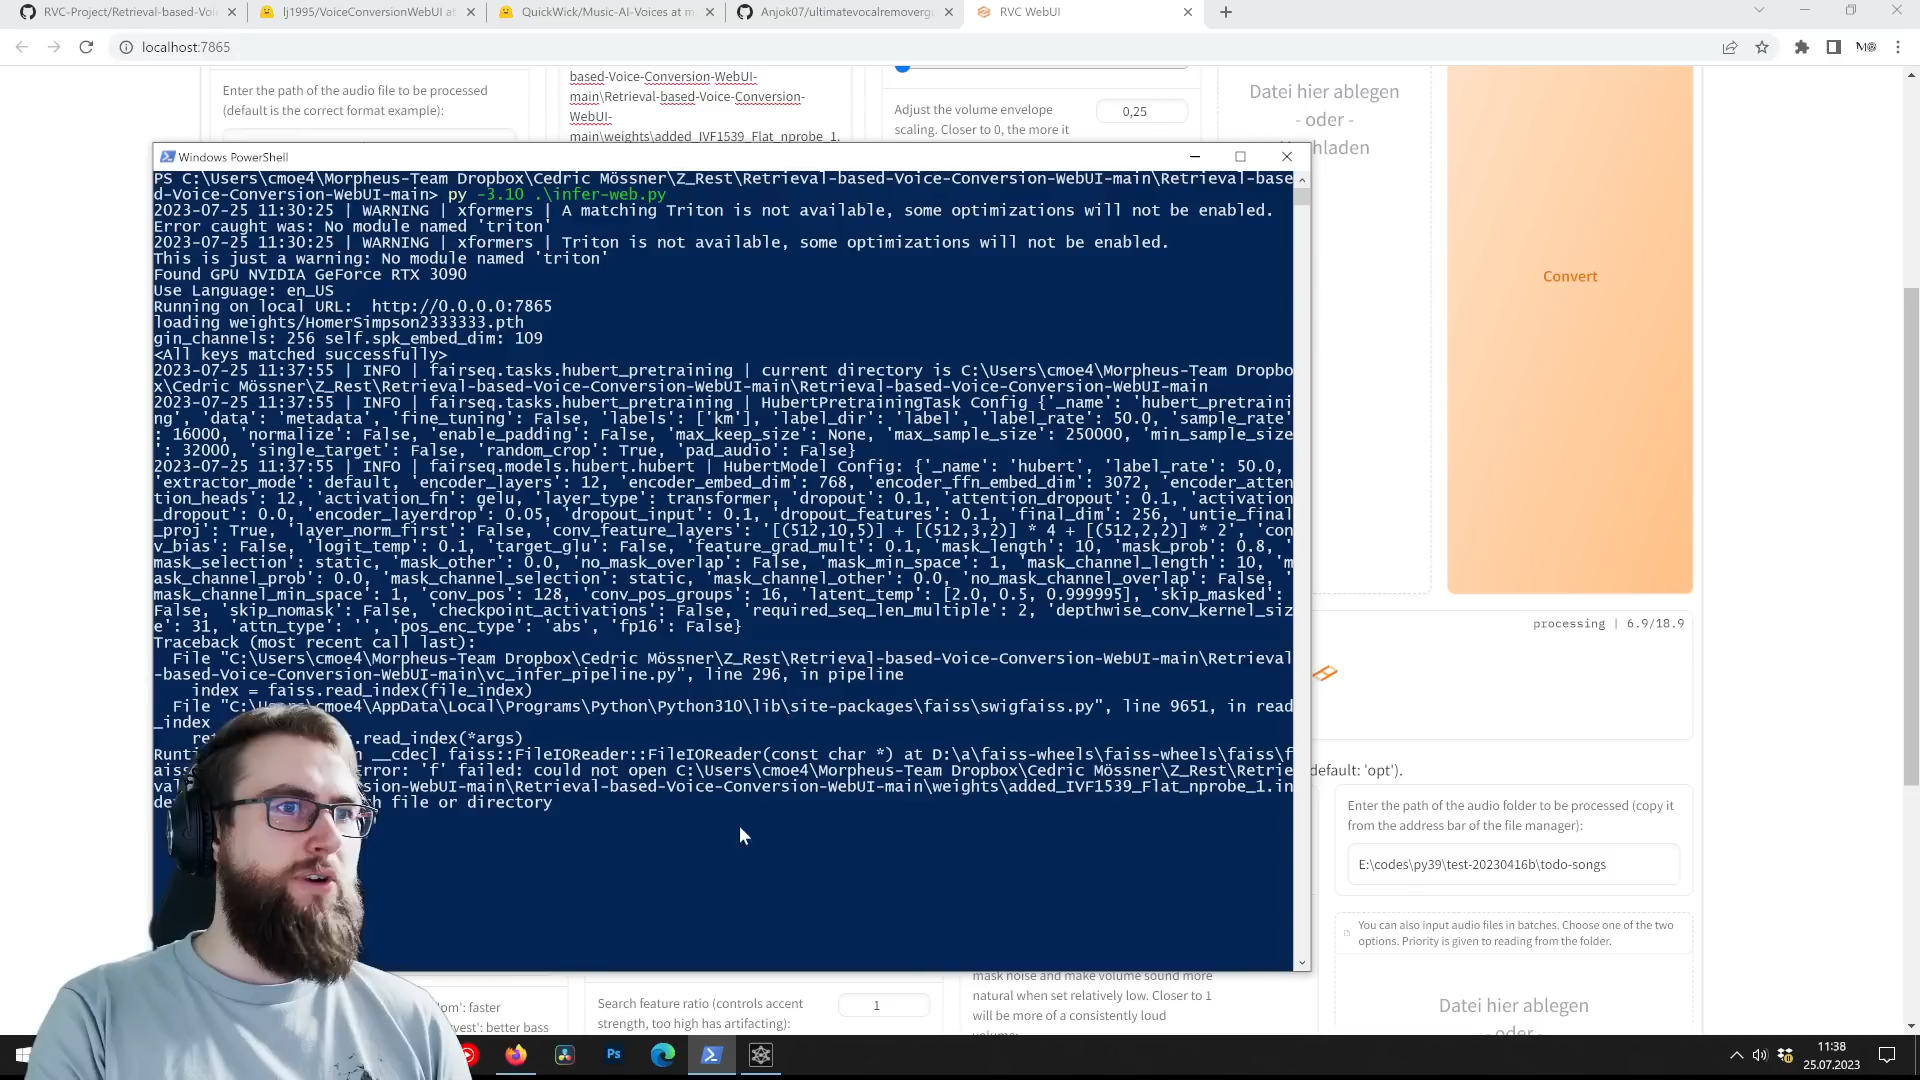 RVC-Project/Retrieval-based-Voi
lj1995/VoiceConversionWebUI at
QuickWick/Music-AI-Voices at m
Anjok07/ultimatevocalremovergu
RVC WebUI
localhost:7865
Enter the path of the audio file to be processed
(default is the correct format example):
based-Voice-Conversion-WebUI-
main\Retrieval-based-Voice-Conversion-
WebUI-
main\weights\added_IVF1539_Flat_nprobe_1.
Adjust the volume envelope
scaling. Closer to 0, the more it
0,25
Datei hier ablegen
- oder -
hladen
Convert
Windows PowerShell
PS C:\Users\cmoe4\Morpheus-Team Dropbox\Cedric Mössner\Z_Rest\Retrieval-based-Voice-Conversion-WebUI-main\Retrieval-base
d-Voice-Conversion-WebUI-main> py -3.10 .\infer-web.py
2023-07-25 11:30:25 | WARNING | xformers | A matching Triton is not available, some optimizations will not be enabled.
Error caught was: No module named 'triton'
2023-07-25 11:30:25 | WARNING | xformers | Triton is not available, some optimizations will not be enabled.
This is just a warning: No module named 'triton'
Found GPU NVIDIA GeForce RTX 3090
Use Language: en_US
Running on local URL:  http://0.0.0.0:7865
loading weights/HomerSimpson2333333.pth
gin_channels: 256 self.spk_embed_dim: 109
<All keys matched successfully>
2023-07-25 11:37:55 | INFO | fairseq.tasks.hubert_pretraining | current directory is C:\Users\cmoe4\Morpheus-Team Dropbo
x\Cedric Mössner\Z_Rest\Retrieval-based-Voice-Conversion-WebUI-main\Retrieval-based-Voice-Conversion-WebUI-main
2023-07-25 11:37:55 | INFO | fairseq.tasks.hubert_pretraining | HubertPretrainingTask Config {'_name': 'hubert_pretraini
ng', 'data': 'metadata', 'fine_tuning': False, 'labels': ['km'], 'label_dir': 'label', 'label_rate': 50.0, 'sample_rate'
: 16000, 'normalize': False, 'enable_padding': False, 'max_keep_size': None, 'max_sample_size': 250000, 'min_sample_size
': 32000, 'single_target': False, 'random_crop': True, 'pad_audio': False}
2023-07-25 11:37:55 | INFO | fairseq.models.hubert.hubert | HubertModel Config: {'_name': 'hubert', 'label_rate': 50.0,
'extractor_mode': default, 'encoder_layers': 12, 'encoder_embed_dim': 768, 'encoder_ffn_embed_dim': 3072, 'encoder_atten
tion_heads': 12, 'activation_fn': gelu, 'layer_type': transformer, 'dropout': 0.1, 'attention_dropout': 0.1, 'activation
_dropout': 0.0, 'encoder_layerdrop': 0.05, 'dropout_input': 0.1, 'dropout_features': 0.1, 'final_dim': 256, 'untie_final
_proj': True, 'layer_norm_first': False, 'conv_feature_layers': '[(512,10,5)] + [(512,3,2)] * 4 + [(512,2,2)] * 2', 'con
v_bias': False, 'logit_temp': 0.1, 'target_glu': False, 'feature_grad_mult': 0.1, 'mask_length': 10, 'mask_prob': 0.8, '
mask_selection': static, 'mask_other': 0.0, 'no_mask_overlap': False, 'mask_min_space': 1, 'mask_channel_length': 10, 'm
ask_channel_prob': 0.0, 'mask_channel_selection': static, 'mask_channel_other': 0.0, 'no_mask_channel_overlap': False, '
mask_channel_min_space': 1, 'conv_pos': 128, 'conv_pos_groups': 16, 'latent_temp': [2.0, 0.5, 0.999995], 'skip_masked':
False, 'skip_nomask': False, 'checkpoint_activations': False, 'required_seq_len_multiple': 2, 'depthwise_conv_kernel_siz
e': 31, 'attn_type': '', 'pos_enc_type': 'abs', 'fp16': False}
Traceback (most recent call last):
File "C:\Users\cmoe4\Morpheus-Team Dropbox\Cedric Mössner\Z_Rest\Retrieval-based-Voice-Conversion-WebUI-main\Retrieval
-based-Voice-Conversion-WebUI-main\vc_infer_pipeline.py", line 296, in pipeline
index = faiss.read_index(file_index)
File "C:\Users\cmoe4\AppData\Local\Programs\Python\Python310\lib\site-packages\faiss\swigfaiss.py", line 9651, in read
_index
ret .read_index(*args)
Runti n __cdecl faiss::FileIOReader::FileIOReader(const char *) at D:\a\faiss-wheels\faiss-wheels\faiss\f
aiss rror: 'f' failed: could not open C:\Users\cmoe4\Morpheus-Team Dropbox\Cedric Mössner\Z_Rest\Retrie
val sion-WebUI-main\Retrieval-based-Voice-Conversion-WebUI-main\weights\added_IVF1539_Flat_nprobe_1.in
de h file or directory
processing | 6.9/18.9
default: 'opt').
Enter the path of the audio folder to be processed (copy it
from the address bar of the file manager):
E:\codes\py39\test-20230416b\todo-songs
You can also input audio files in batches. Choose one of the two
options. Priority is given to reading from the folder.
Datei hier ablegen
- oder -
om': faster
vest': better bass
Search feature ratio (controls accent
strength, too high has artifacting):
1
mask noise and make volume sound more
natural when set relatively low. Closer to 1
will be more of a consistently loud
volume:
Ps
11:38
25.07.2023